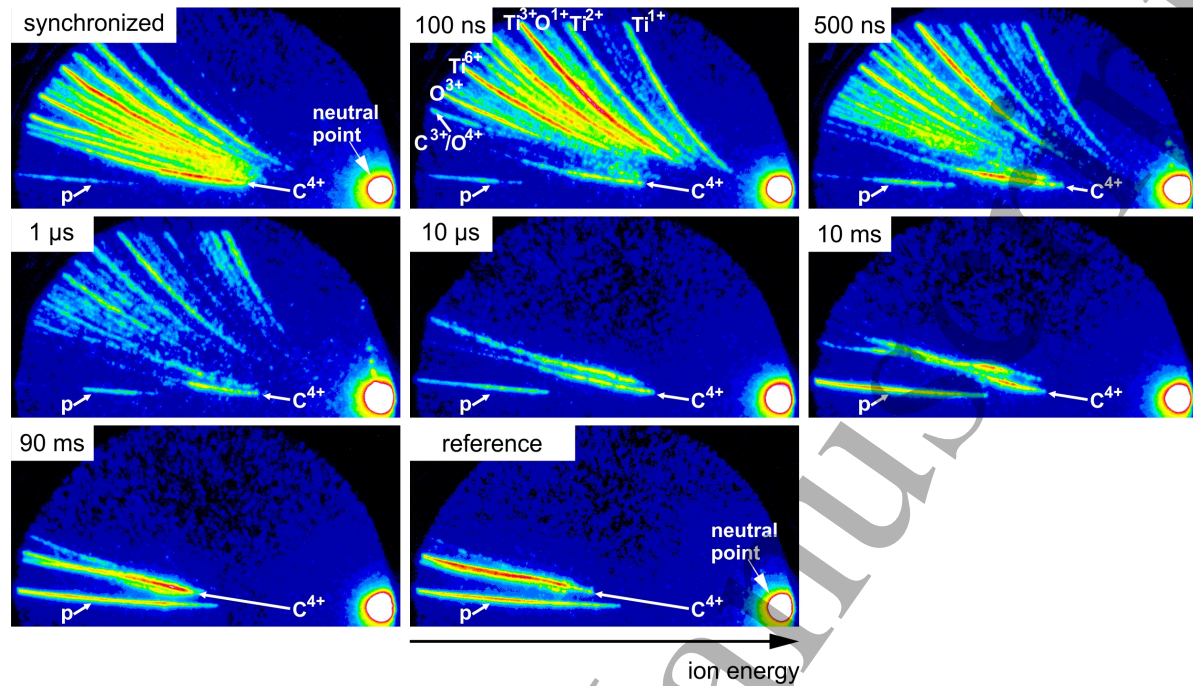 synchronized
neutral
point
p
C⁴⁺
100 ns
Ti³⁺O¹⁺Ti²⁺ Ti¹⁺
Ti⁶⁺
O³⁺
C³⁺/O⁴⁺
C⁴⁺
500 ns
p
C⁴⁺
1 µs
p
C⁴⁺
10 µs
p
C⁴⁺
10 ms
p
C⁴⁺
90 ms
p
C⁴⁺
reference
neutral
point
p
C⁴⁺
ion energy